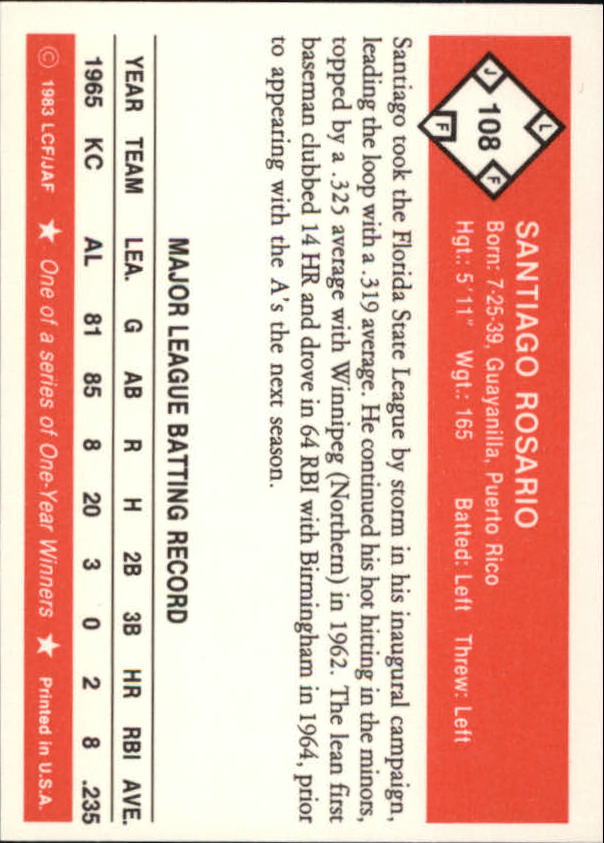 L
J 108 F
F
SANTIAGO ROSARIO
Born: 7-25-39, Guayanilla, Puerto Rico
Hgt.: 5'11" Wgt.: 165 Batted: Left Threw: Left
Santiago took the Florida State League by storm in his inaugural campaign,
leading the loop with a .319 average. He continued his hot hitting in the minors,
topped by a .325 average with Winnipeg (Northern) in 1962. The lean first
baseman clubbed 14 HR and drove in 64 RBI with Birmingham in 1964, prior
to appearing with the A's the next season.
MAJOR LEAGUE BATTING RECORD
YEAR TEAM LEA. G AB R H 2B 3B HR RBI AVE.
1965 KC AL 81 85 8 20 3 0 2 8 .235
© 1983 LCF/JAF ★ One of a series of One-Year Winners ★ Printed in U.S.A.